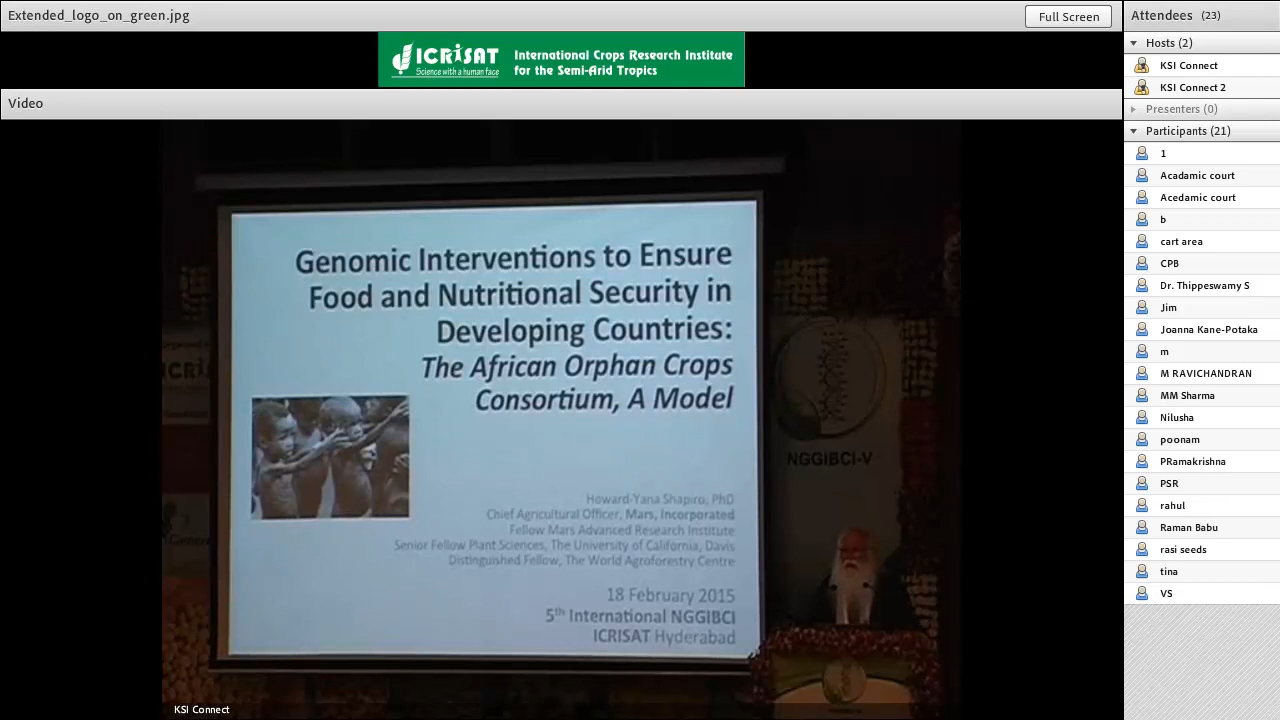 Extended_logo_on_green.jpg
Full Screen
ICRISAT
Science with a human face
International Crops Research Institute
for the Semi-Arid Tropics
Video
Genomic Interventions to Ensure
Food and Nutritional Security in
Developing Countries:
The African Orphan Crops
Consortium, A Model
Howard-Yana Shapiro, PhD
Chief Agricultural Officer, Mars, Incorporated
Fellow Mars Advanced Research Institute
Senior Fellow Plant Sciences, The University of California, Davis
Distinguished Fellow, The World Agroforestry Centre
18 February 2015
5th International NGGIBCI
ICRISAT Hyderabad
NGGIBCI-V
KSI Connect
Attendees (23)
Hosts (2)
KSI Connect
KSI Connect 2
Presenters (0)
Participants (21)
1
Acadamic court
Acedamic court
b
cart area
CPB
Dr. Thippeswamy S
Jim
Joanna Kane-Potaka
m
M RAVICHANDRAN
MM Sharma
Nilusha
poonam
PRamakrishna
PSR
rahul
Raman Babu
rasi seeds
tina
VS